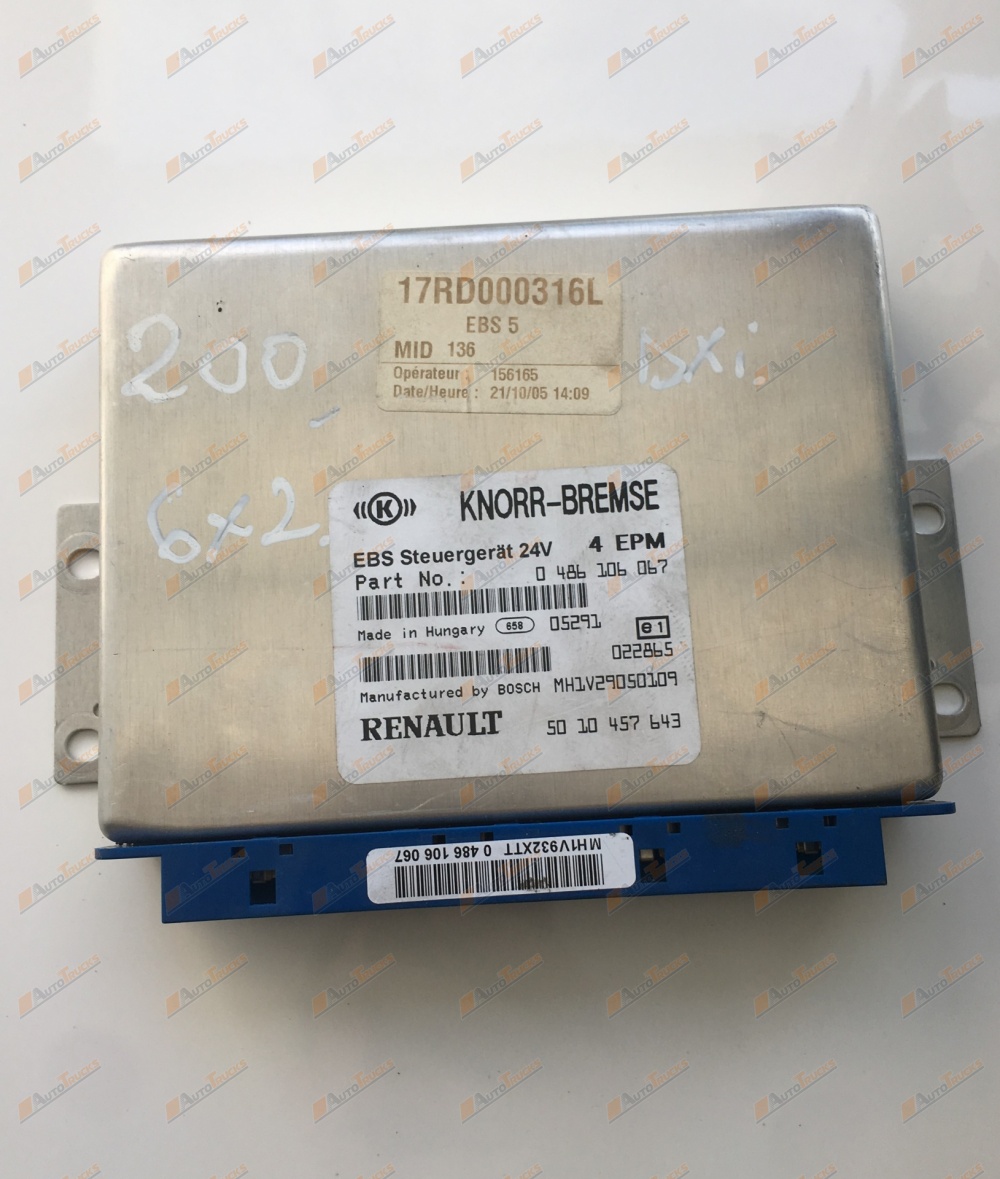 17RD000316L
EBS 5
MID 136
Opérateur : 156165
Date/Heure : 21/10/05 14:09
200
DXi.
6x2.
K
KNORR-BREMSE
EBS Steuergerät 24V 4 EPM
Part No.: 0 486 106 067
Made in Hungary 658 05291 e1
022865
Manufactured by BOSCH MH1V29050109
RENAULT 50 10 457 643
MH1V932XTT 0 486 106 067
AUTOTRUCKS